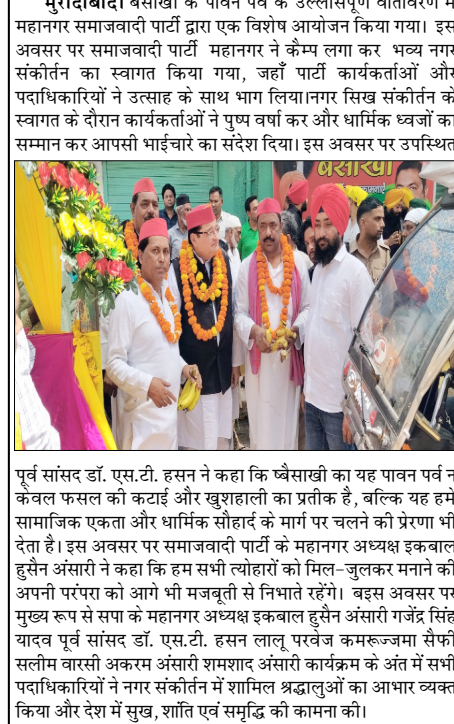 मुरादाबाद। बैसाखी के पावन पर्व के उल्लासपूर्ण वातावरण में
महानगर समाजवादी पार्टी द्वारा एक विशेष आयोजन किया गया। इस
अवसर पर समाजवादी पार्टी महानगर ने कैम्प लगा कर भव्य नगर
संकीर्तन का स्वागत किया गया, जहाँ पार्टी कार्यकर्ताओं और
पदाधिकारियों ने उत्साह के साथ भाग लिया।नगर सिख संकीर्तन के
स्वागत के दौरान कार्यकर्ताओं ने पुष्प वर्षा कर और धार्मिक ध्वजों का
सम्मान कर आपसी भाईचारे का संदेश दिया। इस अवसर पर उपस्थित
बैसाखी
पूर्व सांसद डॉ. एस.टी. हसन ने कहा कि ष्बैसाखी का यह पावन पर्व न
केवल फसल की कटाई और खुशहाली का प्रतीक है, बल्कि यह हमें
सामाजिक एकता और धार्मिक सौहार्द के मार्ग पर चलने की प्रेरणा भी
देता है। इस अवसर पर समाजवादी पार्टी के महानगर अध्यक्ष इकबाल
हुसैन अंसारी ने कहा कि हम सभी त्योहारों को मिल-जुलकर मनाने की
अपनी परंपरा को आगे भी मजबूती से निभाते रहेंगे। बइस अवसर पर
मुख्य रूप से सपा के महानगर अध्यक्ष इकबाल हुसैन अंसारी गजेंद्र सिंह
यादव पूर्व सांसद डॉ. एस.टी. हसन लालू परवेज कमरूज्जमा सैफी
सलीम वारसी अकरम अंसारी शमशाद अंसारी कार्यक्रम के अंत में सभी
पदाधिकारियों ने नगर संकीर्तन में शामिल श्रद्धालुओं का आभार व्यक्त
किया और देश में सुख, शांति एवं समृद्धि की कामना की।